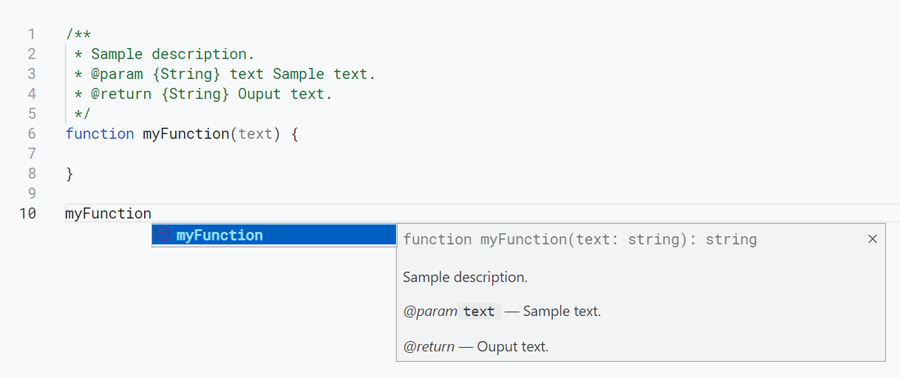 1 /**
2 * Sample description.
3 * @param {String} text Sample text.
4 * @return {String} Ouput text.
5 */
6 function myFunction(text) {
7
8 }
9
10 myFunction
myFunction
function myFunction(text: string): string ×
Sample description.
@param text — Sample text.
@return — Ouput text.